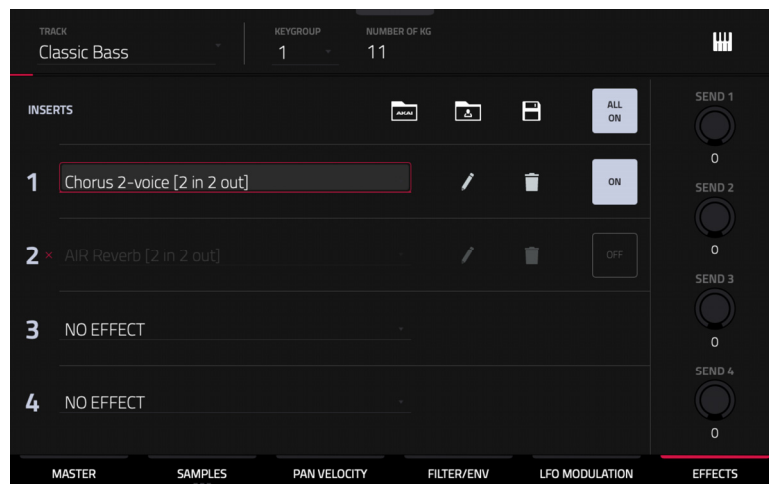 TRACK
Classic Bass
KEYGROUP
1
NUMBER OF KG
11
INSERTS
AKAI
ALL
ON
1
Chorus 2-voice [2 in 2 out]
ON
2
AIR Reverb [2 in 2 out]
OFF
3
NO EFFECT
4
NO EFFECT
SEND 1
0
SEND 2
0
SEND 3
0
SEND 4
0
MASTER
SAMPLES
PAN VELOCITY
FILTER/ENV
LFO MODULATION
EFFECTS